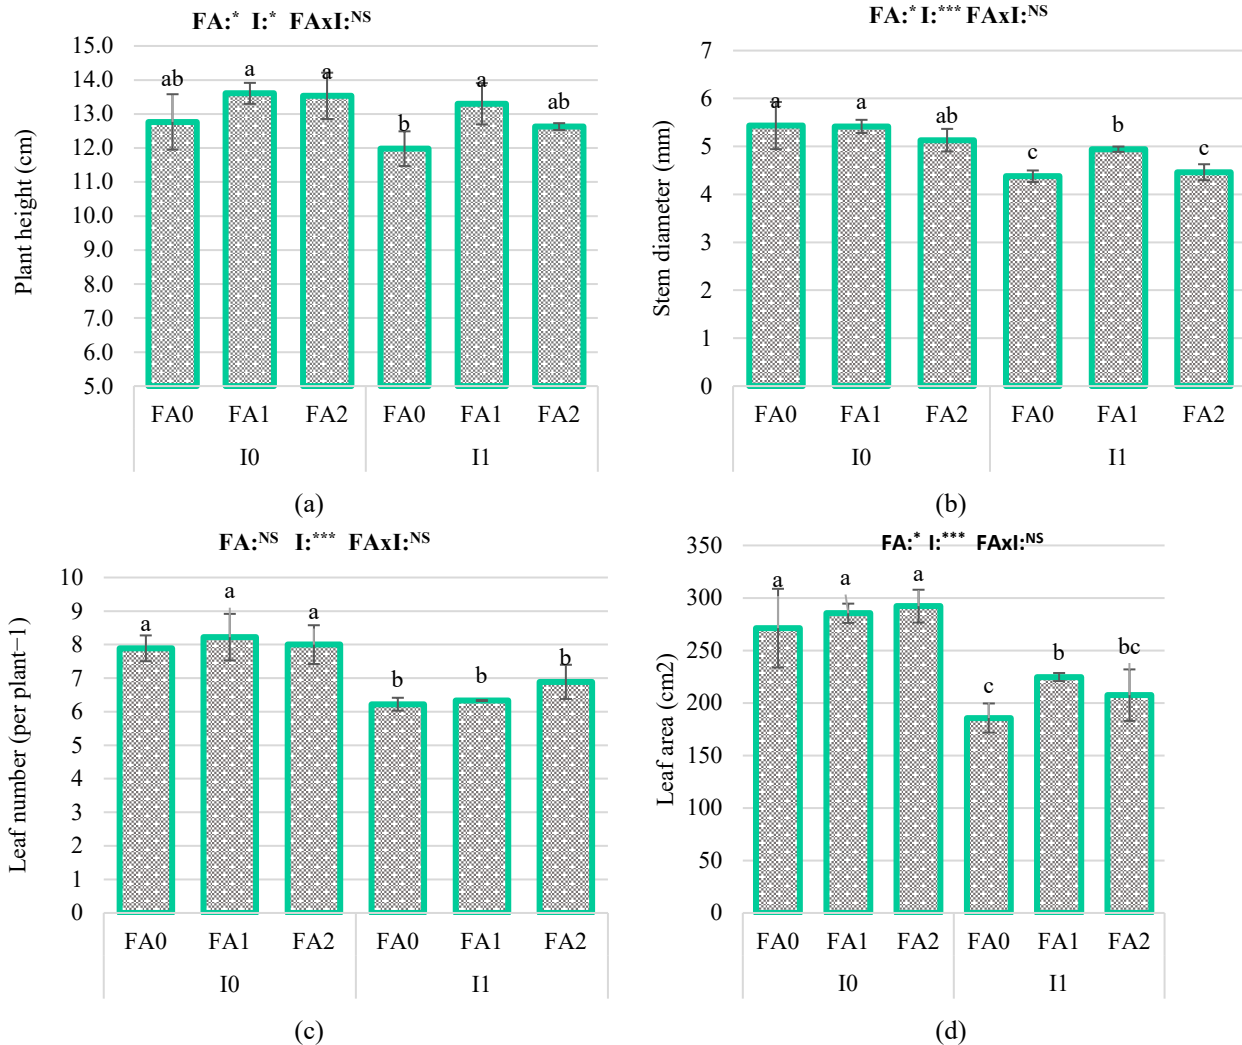 FA:* I:* FAxI:NS
15.0
14.0
13.0
12.0
11.0
10.0
9.0
8.0
7.0
6.0
5.0
Plant height (cm)
ab
a
a
b
a
ab
FA0 FA1 FA2 FA0 FA1 FA2
I0 I1
(a)
FA:* I:*** FAxI:NS
7
6
5
4
3
2
1
0
Stem diameter (mm)
a
a
ab
c
b
c
FA0 FA1 FA2 FA0 FA1 FA2
I0 I1
(b)
FA:NS I:*** FAxI:NS
10
9
8
7
6
5
4
3
2
1
0
Leaf number (per plant−1)
a
a
a
b
b
b
FA0 FA1 FA2 FA0 FA1 FA2
I0 I1
(c)
FA:* I:*** FAxI:NS
350
300
250
200
150
100
50
0
Leaf area (cm2)
a
a
a
c
b
bc
FA0 FA1 FA2 FA0 FA1 FA2
I0 I1
(d)